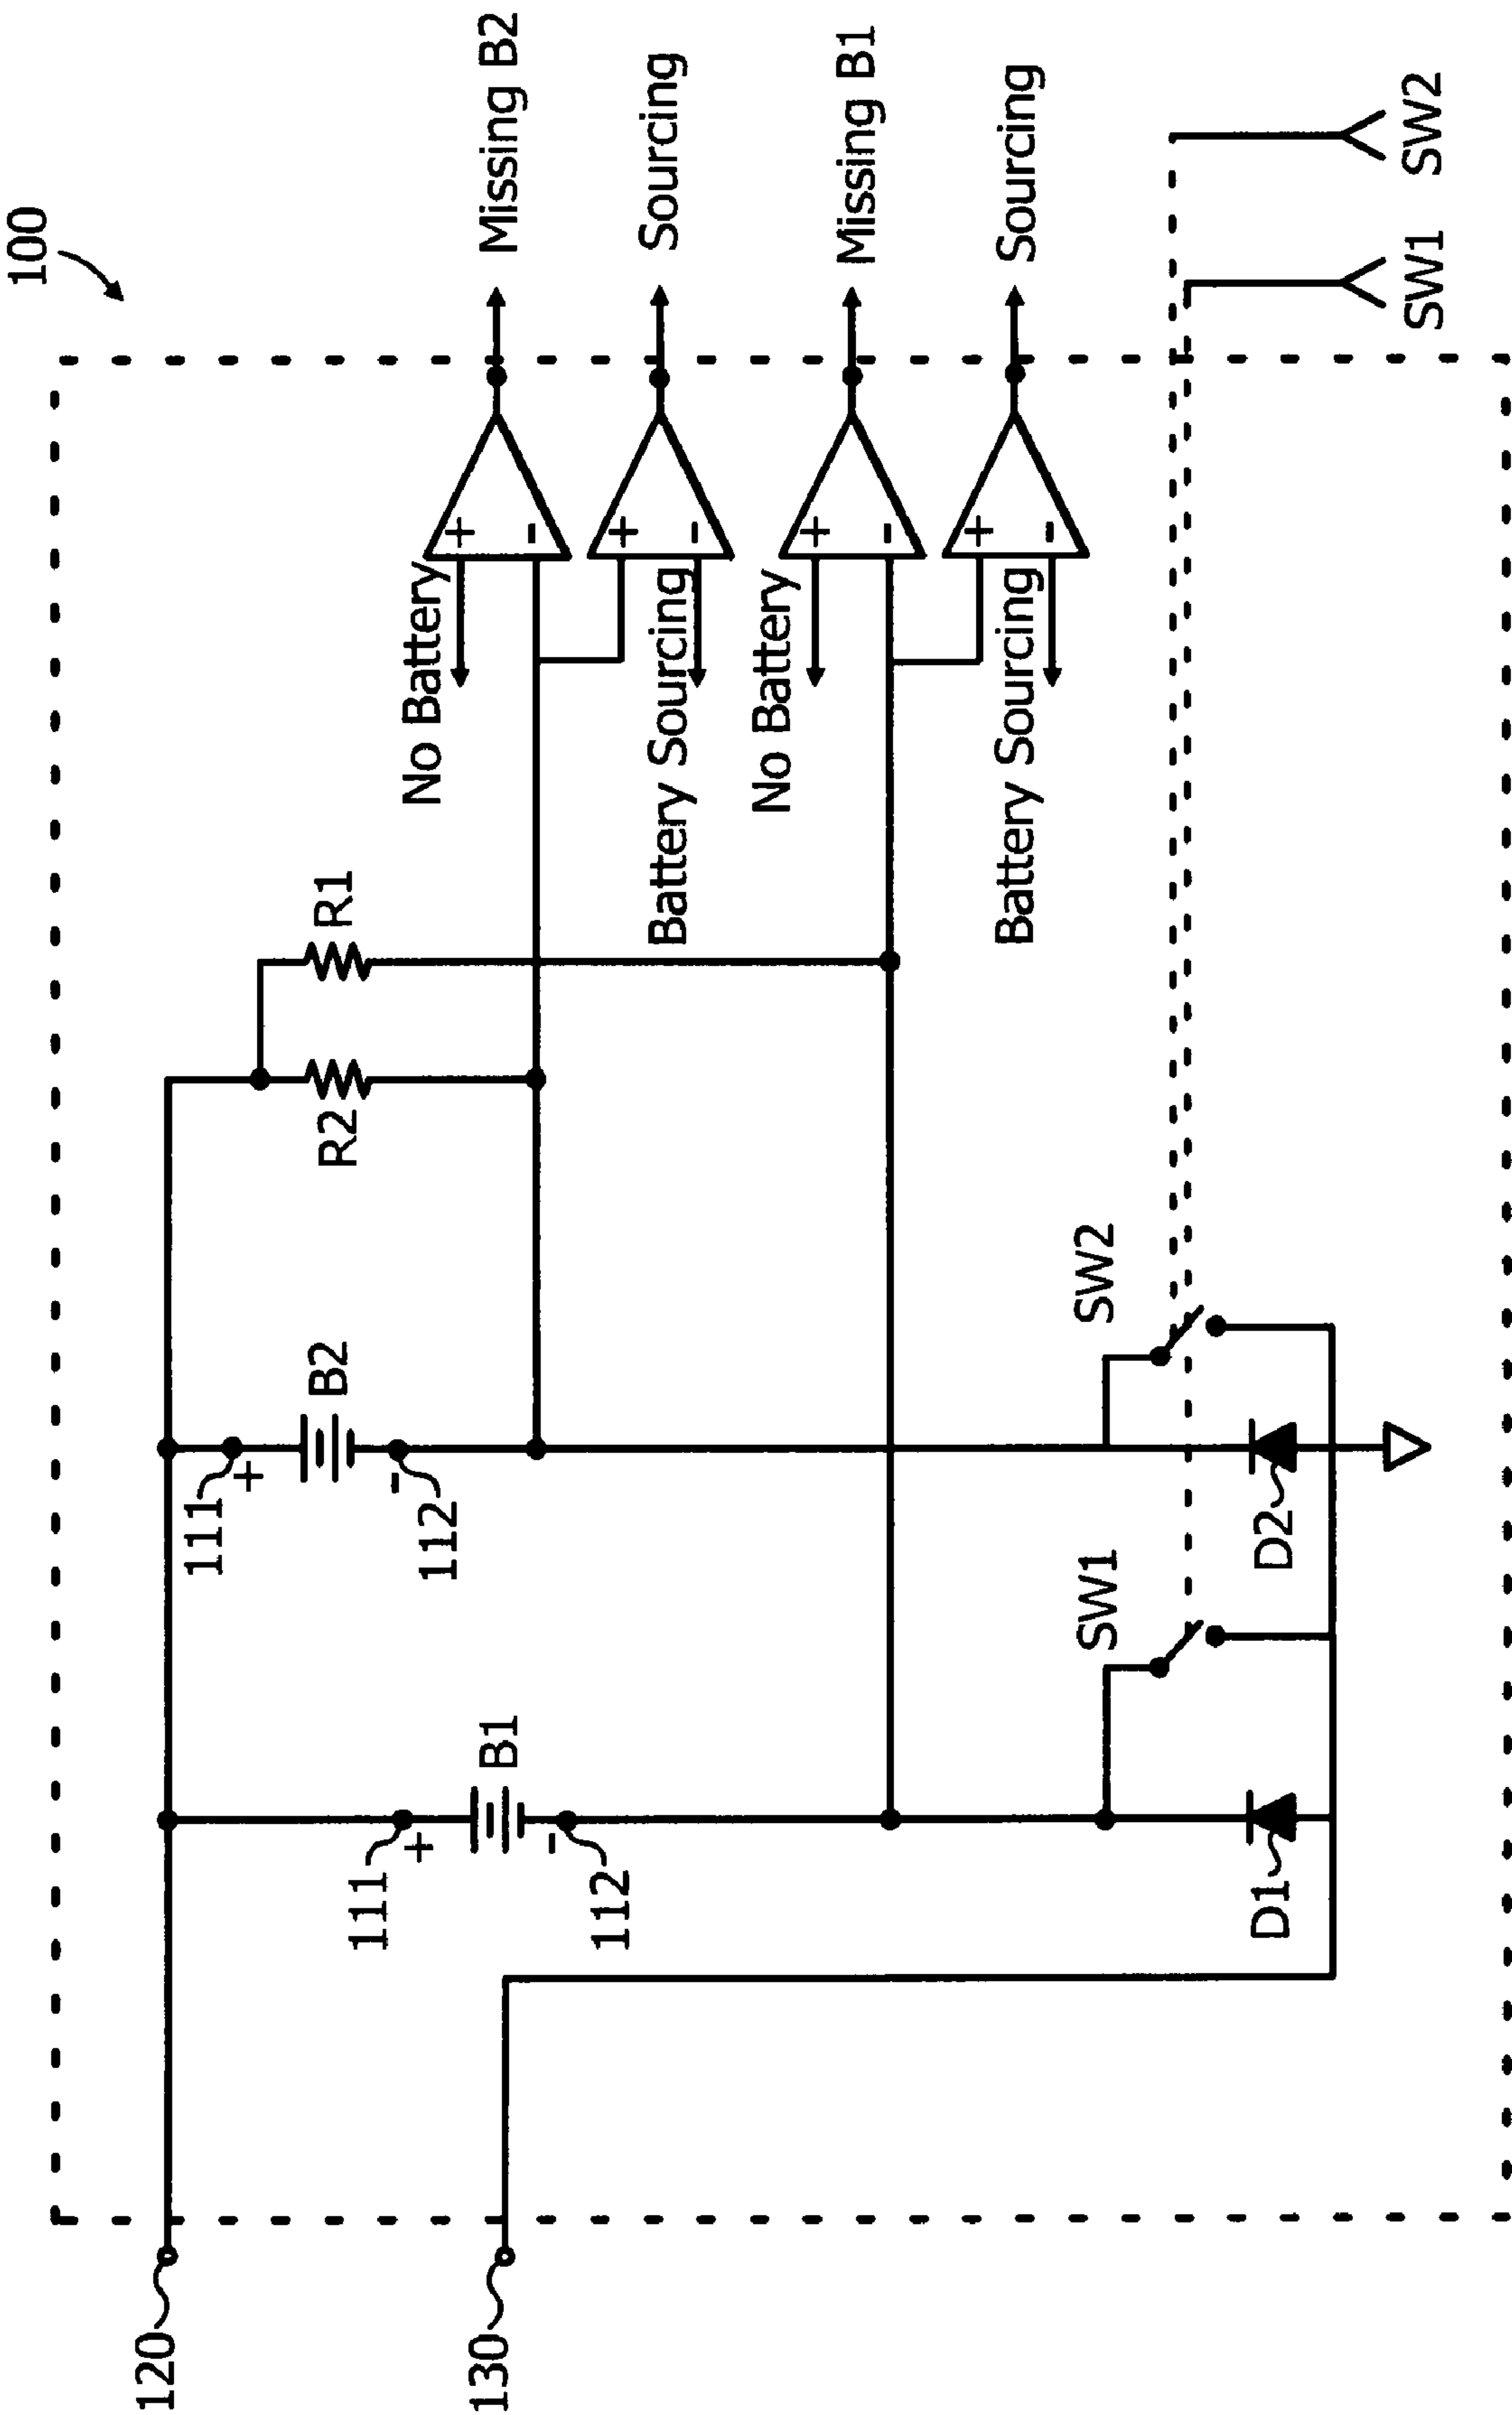 100
120
130
111
+
B2
-
112
111
+
B1
-
112
R2
R1
No Battery
+
-
Missing B2
Battery Sourcing
+
-
Sourcing
No Battery
+
-
Missing B1
Battery Sourcing
+
-
Sourcing
SW1
SW2
D1
D2
SW1
SW2